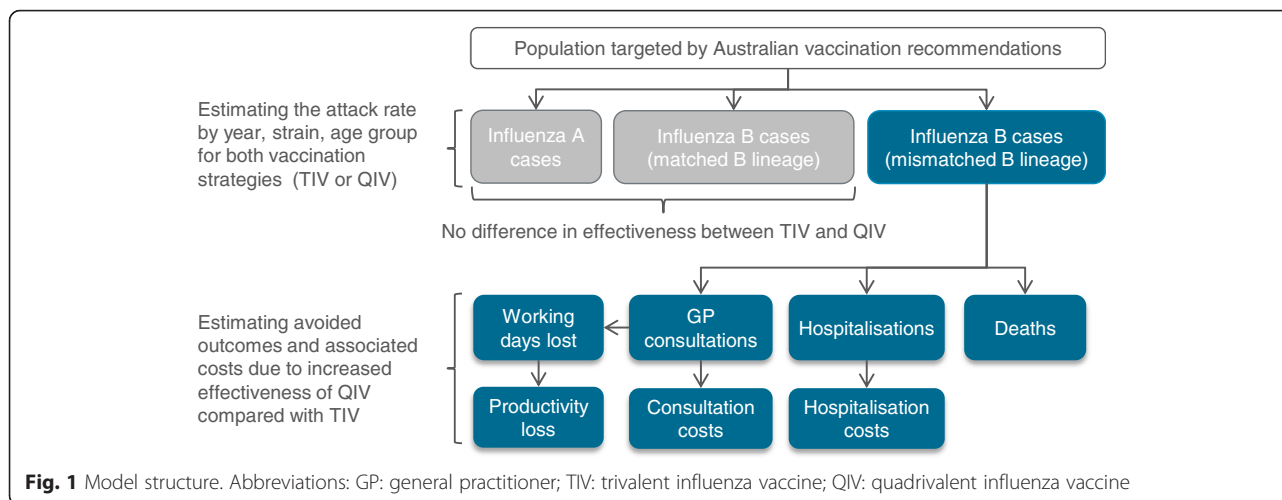 Population targeted by Australian vaccination recommendations
Estimating the attack rate
by year, strain, age group
for both vaccination
strategies (TIV or QIV)
Influenza A
cases
Influenza B cases
(matched B lineage)
Influenza B cases
(mismatched B lineage)
No difference in effectiveness between TIV and QIV
Estimating avoided
outcomes and associated
costs due to increased
effectiveness of QIV
compared with TIV
Working
days lost
GP
consultations
Hospitalisations
Deaths
Productivity
loss
Consultation
costs
Hospitalisation
costs
Fig. 1 Model structure. Abbreviations: GP: general practitioner; TIV: trivalent influenza vaccine; QIV: quadrivalent influenza vaccine